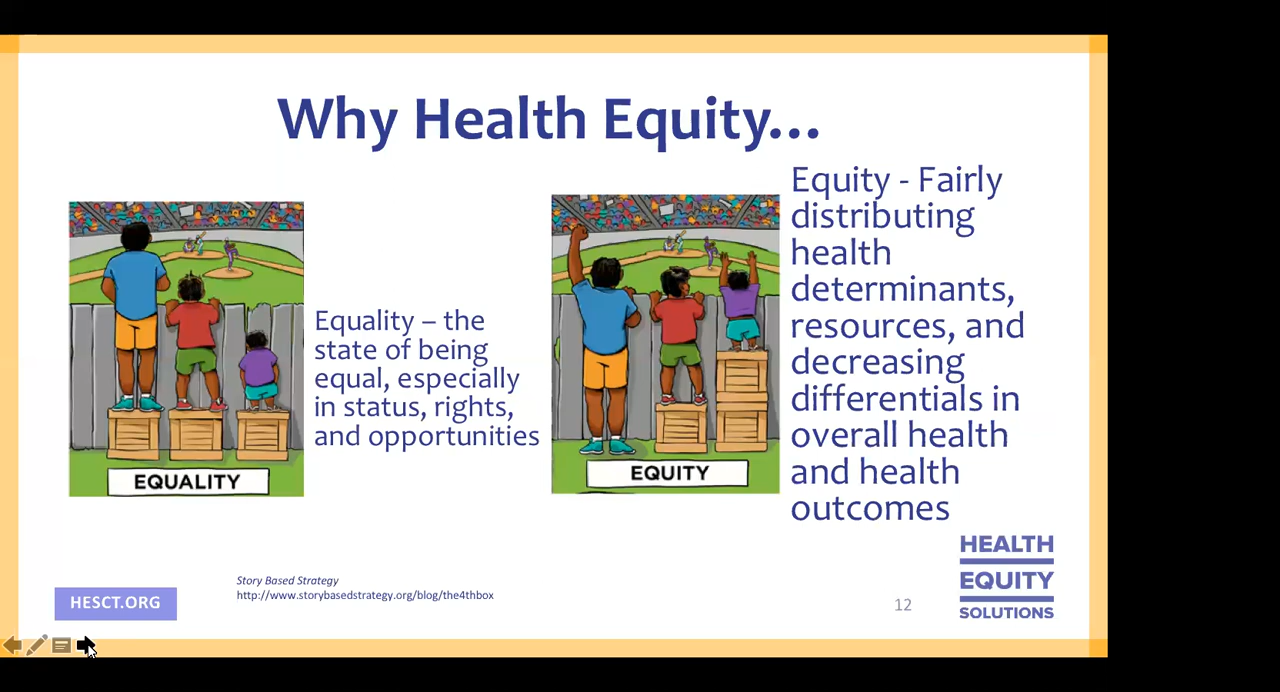 Why Health Equity...
Equality – the
state of being
equal, especially
in status, rights,
and opportunities
EQUALITY
EQUITY
Equity - Fairly
distributing
health
determinants,
resources, and
decreasing
differentials in
overall health
and health
outcomes
Story Based Strategy
http://www.storybasedstrategy.org/blog/the4thbox
HESCT.ORG
12
HEALTH
EQUITY
SOLUTIONS